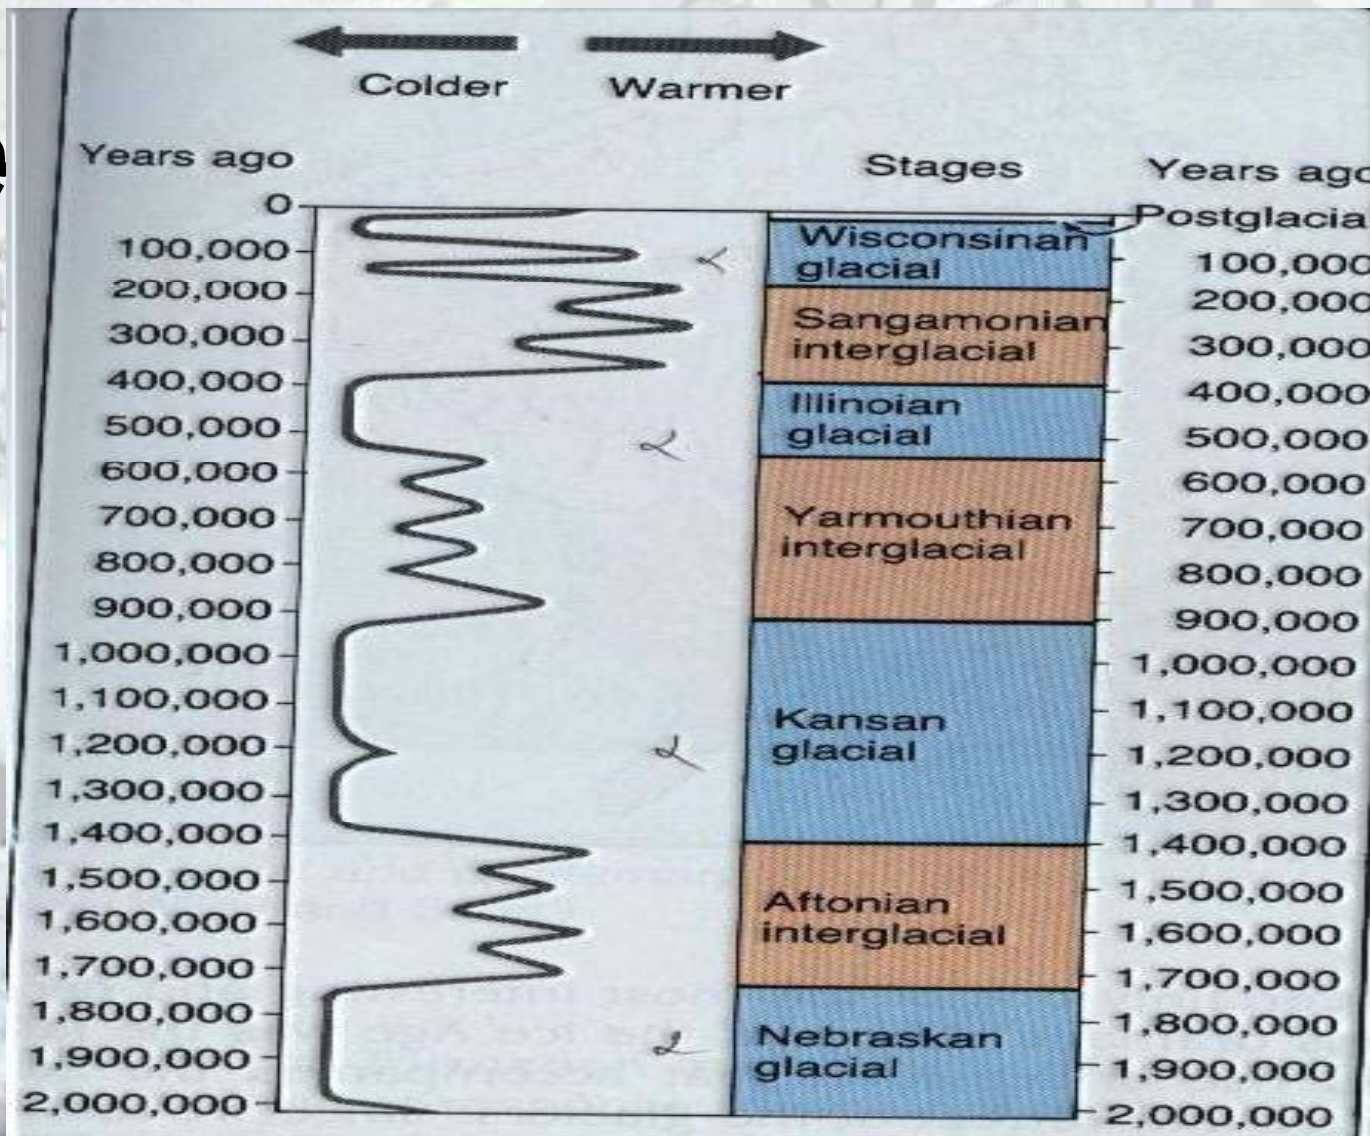 Colder Warmer
Years ago Stages Years ago
0 Postglacial
100,000 Wisconsinan 100,000
glacial
200,000 200,000
Sangamonian
300,000 interglacial 300,000
400,000 400,000
Illinoian
500,000 glacial 500,000
600,000 600,000
700,000 Yarmouthian 700,000
interglacial
800,000 800,000
900,000 900,000
1,000,000 1,000,000
1,100,000 Kansan 1,100,000
1,200,000 glacial 1,200,000
1,300,000 1,300,000
1,400,000 1,400,000
1,500,000 Aftonian 1,500,000
1,600,000 interglacial 1,600,000
1,700,000 1,700,000
1,800,000 Nebraskan 1,800,000
1,900,000 glacial 1,900,000
2,000,000 2,000,000